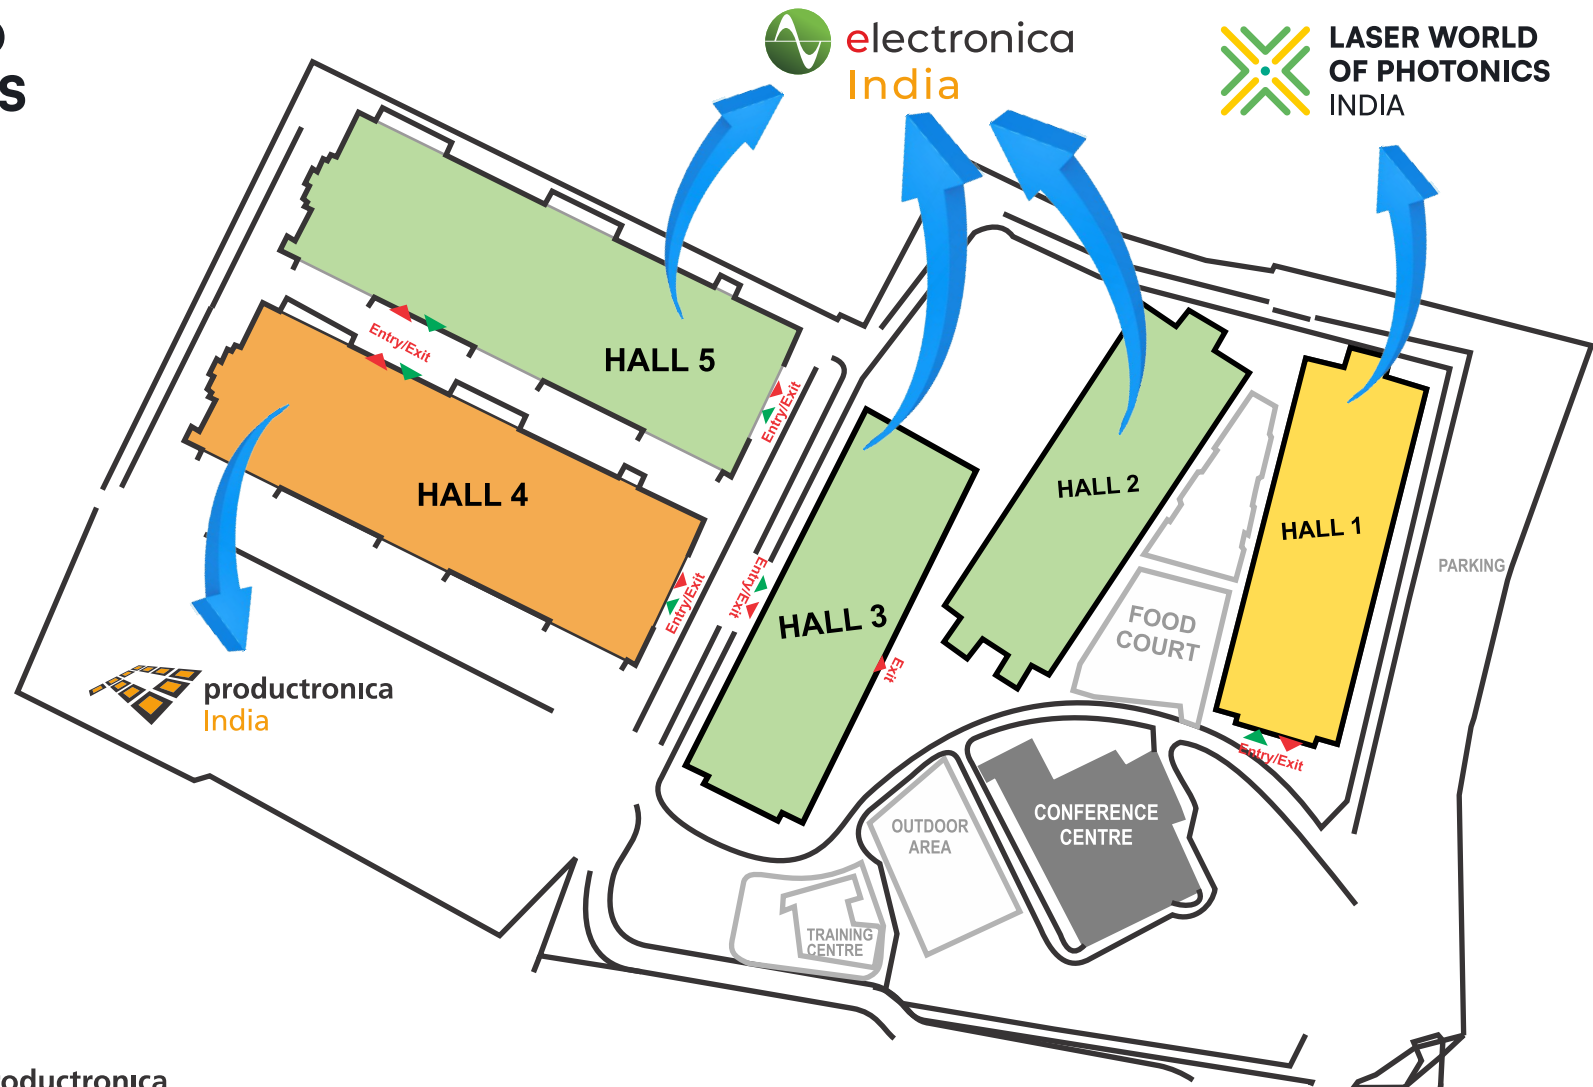 S
electronica
India
LASER WORLD
OF PHOTONICS
INDIA
HALL 5
Entry/Exit
Entry/Exit
HALL 4
Entry/Exit
HALL 3
Entry/Exit
Exit
HALL 2
HALL 1
Entry/Exit
PARKING
FOOD
COURT
productronica
India
CONFERENCE
CENTRE
OUTDOOR
AREA
TRAINING
CENTRE
oductronica